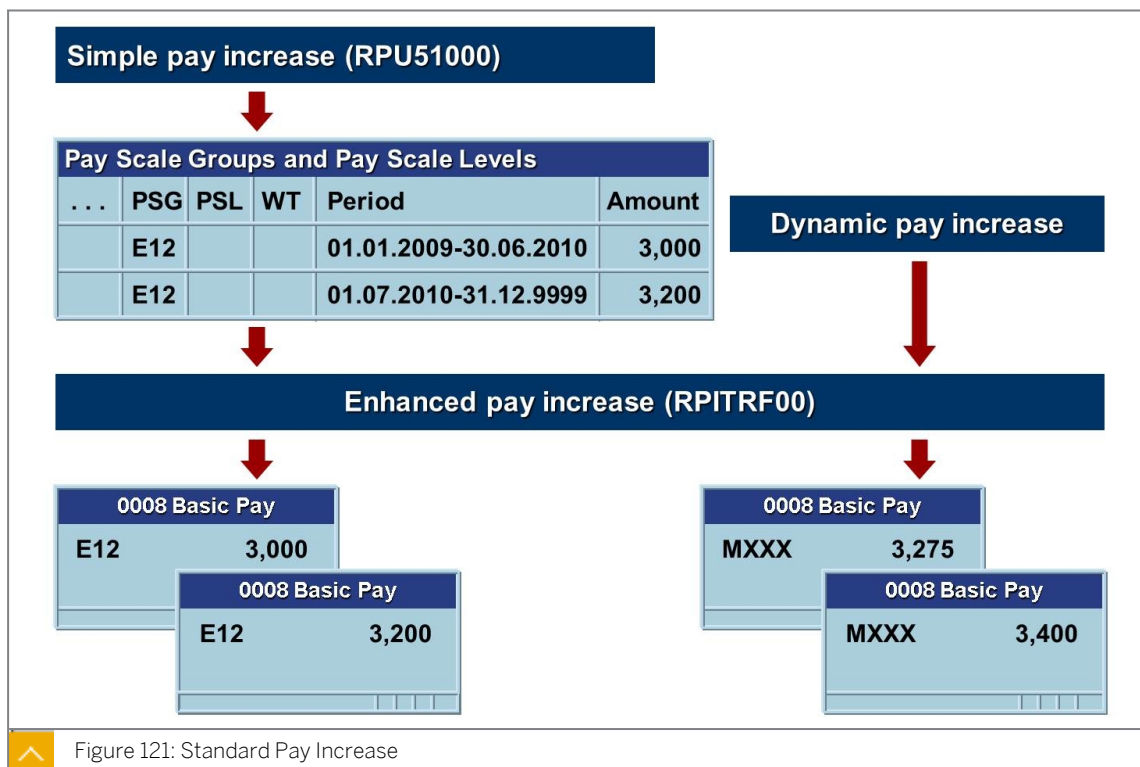 Simple pay increase (RPU51000)
Pay Scale Groups and Pay Scale Levels
. . . PSG PSL WT Period Amount
E12 01.01.2009-30.06.2010 3,000
E12 01.07.2010-31.12.9999 3,200
Dynamic pay increase
Enhanced pay increase (RPITRF00)
0008 Basic Pay
E12 3,000
0008 Basic Pay
E12 3,200
0008 Basic Pay
MXXX 3,275
0008 Basic Pay
MXXX 3,400
Figure 121: Standard Pay Increase